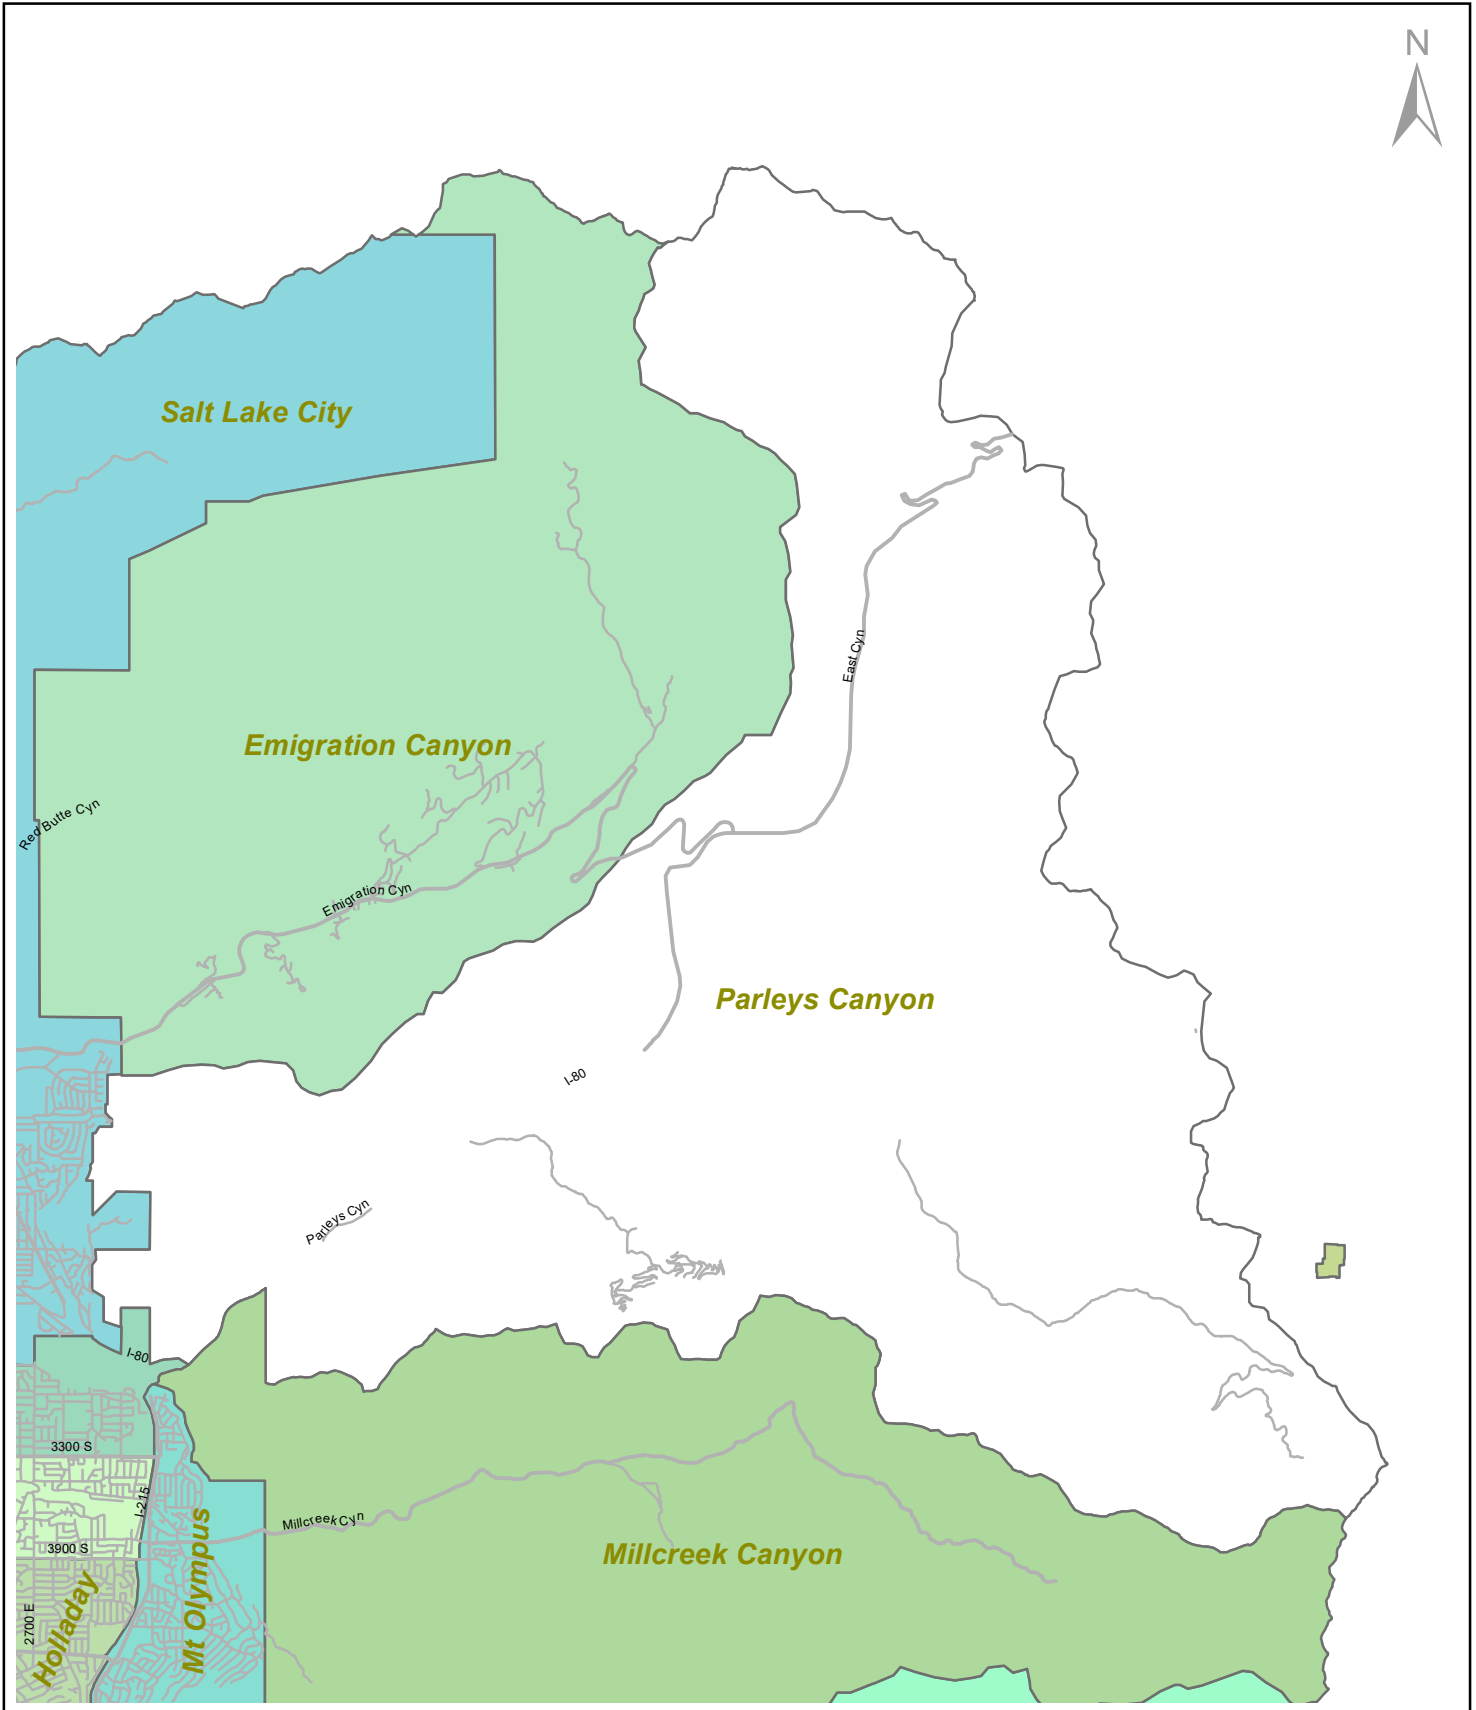 N
Salt Lake City
East Cyn
Emigration Canyon
Red Butte Cyn
Emigration Cyn
Parleys Canyon
I-80
Parleys Cyn
I-80
3300 S
I-215
Millcreek Cyn
3900 S
Millcreek Canyon
Mt Olympus
Holladay
2700 E